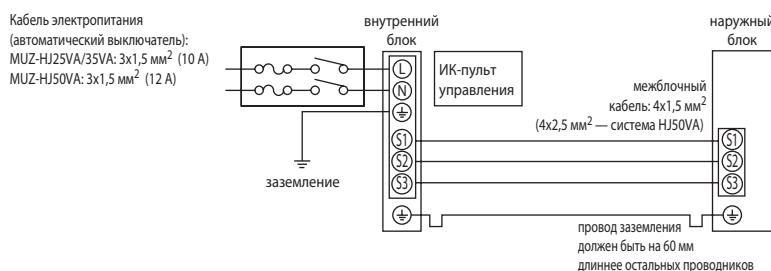 Кабель электропитания
(автоматический выключатель):
MUZ-HJ25VA/35VA: 3x1,5 мм² (10 А)
MUZ-HJ50VA: 3x1,5 мм² (12 А)
внутренний
блок
наружный
блок
L
N
ИК-пульт
управления
межблочный
кабель: 4x1,5 мм²
(4x2,5 мм² — система HJ50VA)
S1
S2
S3
S1
S2
S3
заземление
провод заземления
должен быть на 60 мм
длиннее остальных проводников